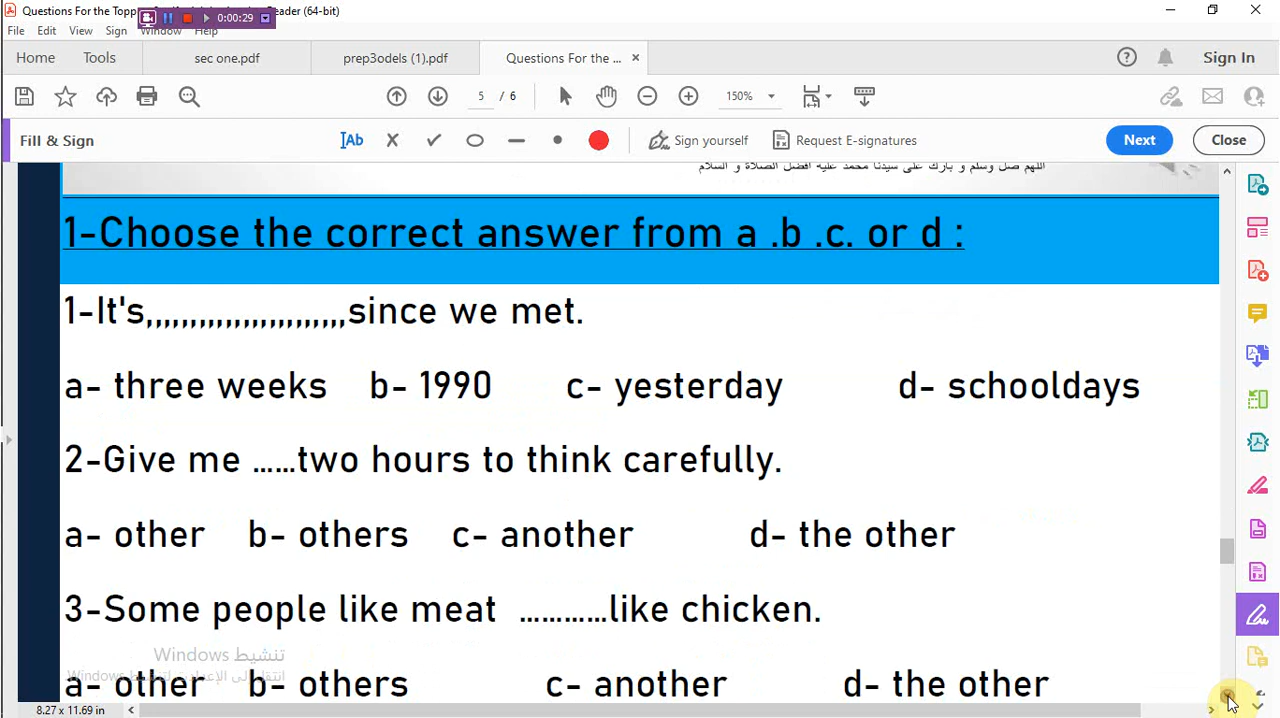 Questions For the Topp
Reader (64-bit)
0:00:29
File Edit View Sign Window Help
Home Tools sec one.pdf prep3odels (1).pdf Questions For the ... × Sign In
5 / 6 150%
Fill & Sign Ab Sign yourself Request E-signatures Next Close
اللهم صل وسلم و بارك على سيدنا محمد عليه افضل الصلاة و السلام
1-Choose the correct answer from a .b .c. or d :
1-It's,,,,,,,,,,,,,,,,,,,,,,,since we met.
a- three weeks b- 1990 c- yesterday d- schooldays
2-Give me ……two hours to think carefully.
a- other b- others c- another d- the other
3-Some people like meat …………like chicken.
تنشيط Windows
a- other b- others c- another d- the other
8.27 x 11.69 in